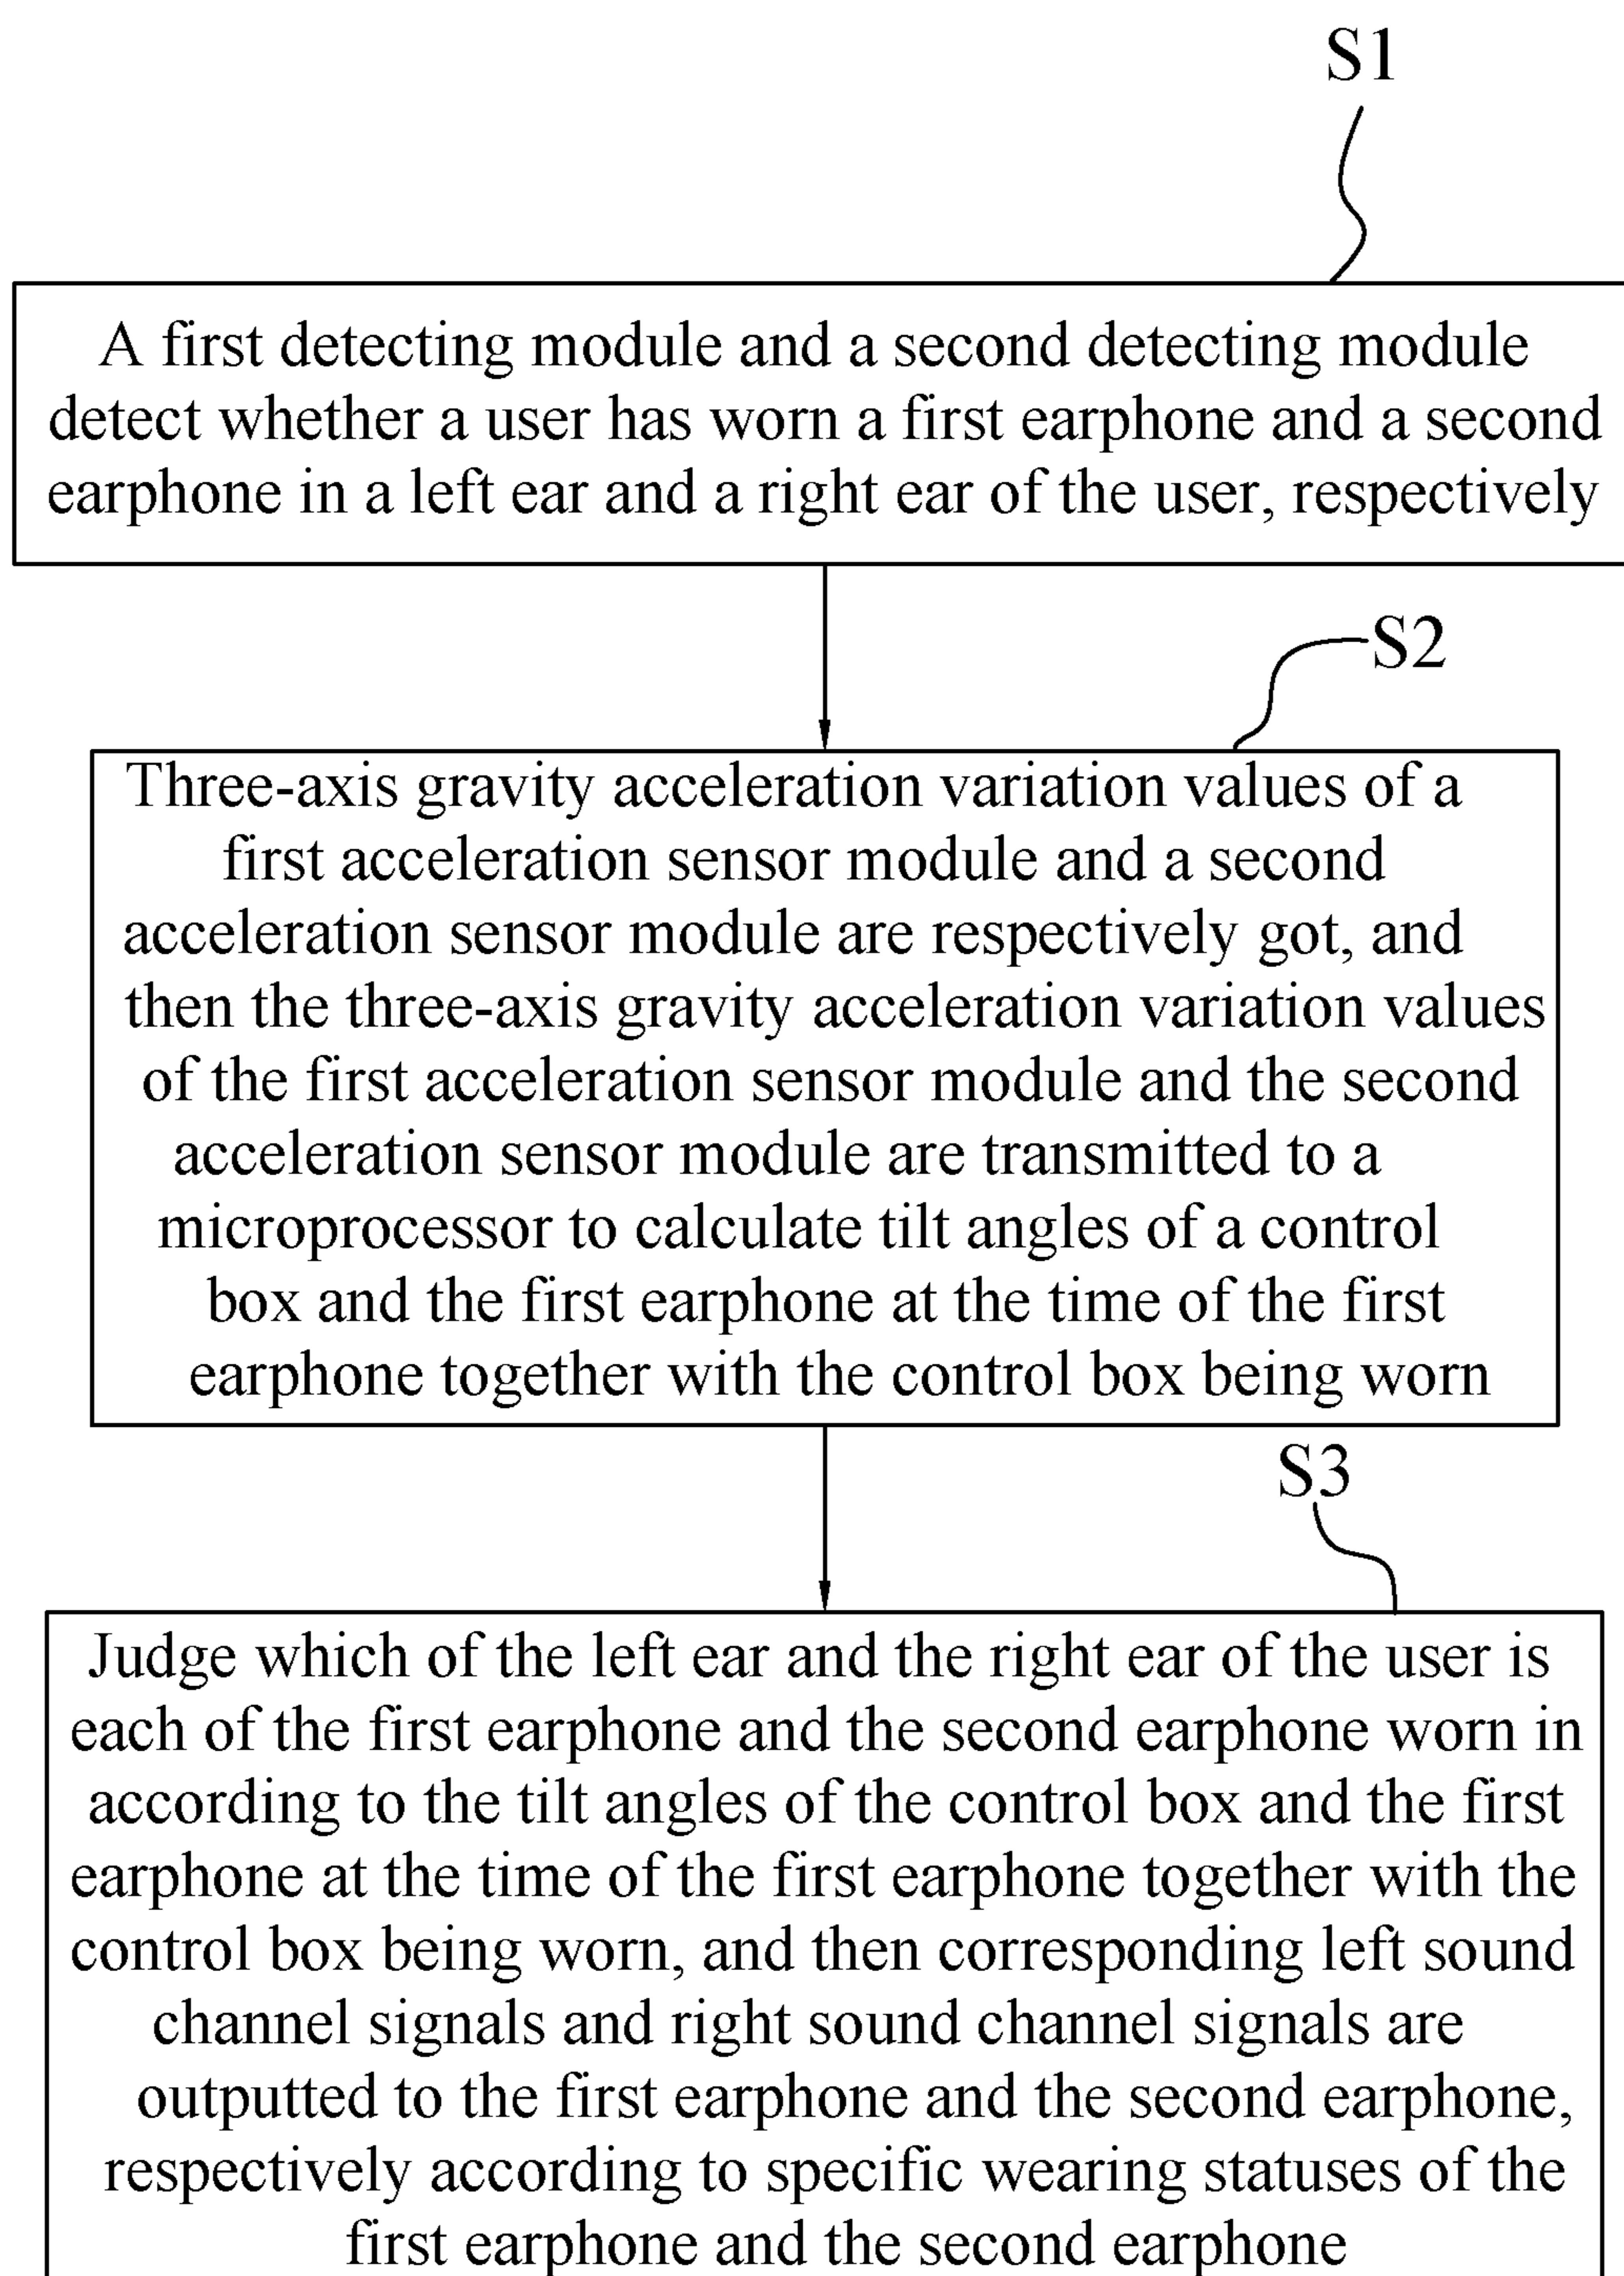 S1
A first detecting module and a second detecting module
detect whether a user has worn a first earphone and a second
earphone in a left ear and a right ear of the user, respectively
S2
Three-axis gravity acceleration variation values of a
first acceleration sensor module and a second
acceleration sensor module are respectively got, and
then the three-axis gravity acceleration variation values
of the first acceleration sensor module and the second
acceleration sensor module are transmitted to a
microprocessor to calculate tilt angles of a control
box and the first earphone at the time of the first
earphone together with the control box being worn
S3
Judge which of the left ear and the right ear of the user is
each of the first earphone and the second earphone worn in
according to the tilt angles of the control box and the first
earphone at the time of the first earphone together with the
control box being worn, and then corresponding left sound
channel signals and right sound channel signals are
outputted to the first earphone and the second earphone,
respectively according to specific wearing statuses of the
first earphone and the second earphone